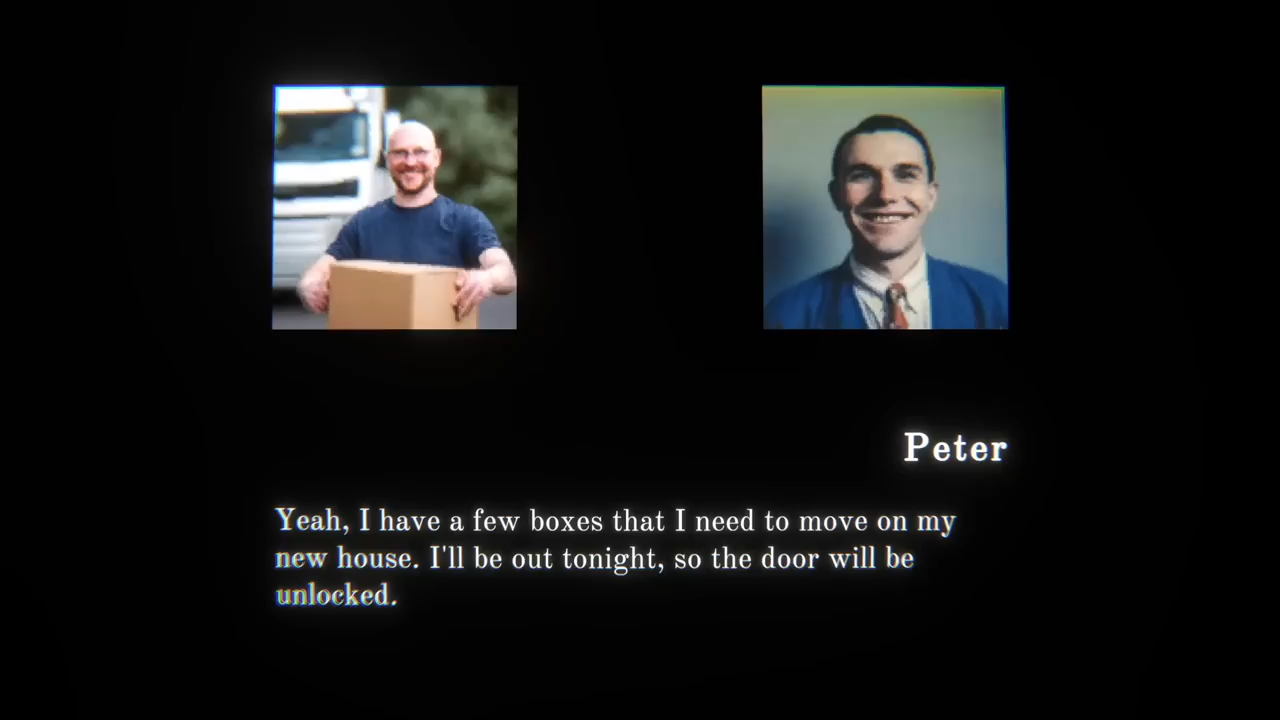 Peter
Yeah, I have a few boxes that I need to move on my
new house. I'll be out tonight, so the door will be
unlocked.